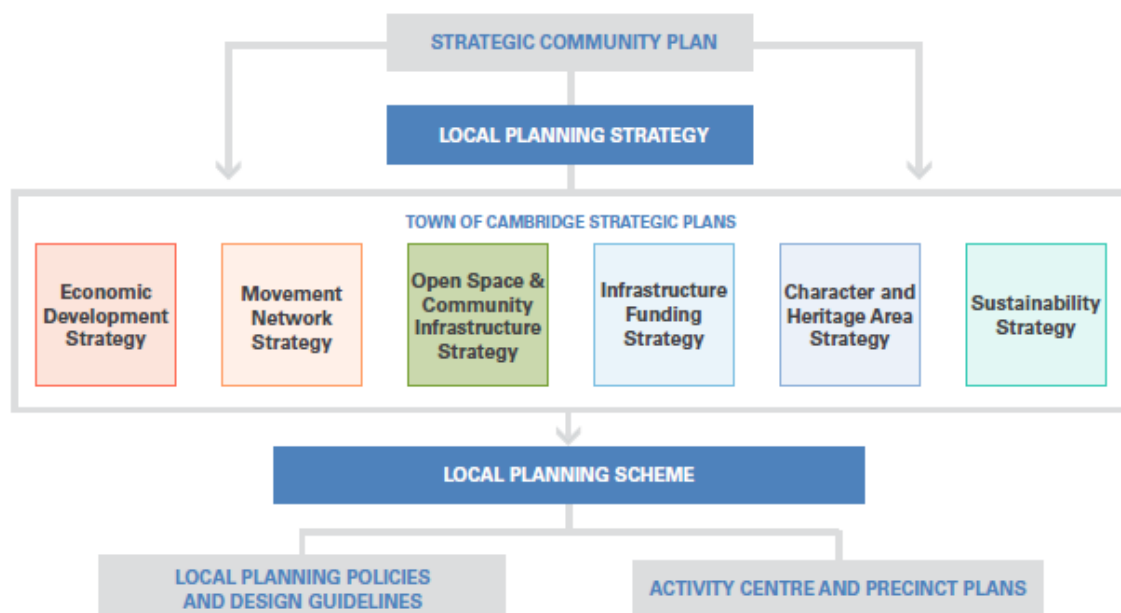 STRATEGIC COMMUNITY PLAN
LOCAL PLANNING STRATEGY
TOWN OF CAMBRIDGE STRATEGIC PLANS
Economic
Development
Strategy
Movement
Network
Strategy
Open Space &
Community
Infrastructure
Strategy
Infrastructure
Funding
Strategy
Character and
Heritage Area
Strategy
Sustainability
Strategy
LOCAL PLANNING SCHEME
LOCAL PLANNING POLICIES
AND DESIGN GUIDELINES
ACTIVITY CENTRE AND PRECINCT PLANS